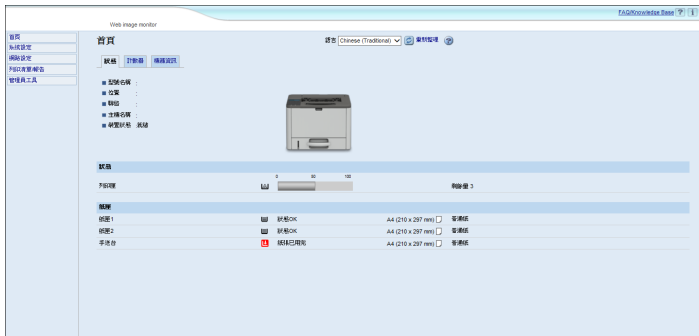 FAQ/Knowledge Base ? i
Web image monitor
首頁
系統設定
網路設定
列印清單/報告
管理員工具
首頁
語言 Chinese (Traditional) 重新整理 ?
狀態 計數器 機器資訊
型號名稱 :
位置 :
聯絡 :
主機名稱 :
裝置狀態 :就緒
狀態
0 50 100
列印匣 剩餘量 3
紙匣
紙匣1 狀態OK A4 (210 x 297 mm) 普通紙
紙匣2 狀態OK A4 (210 x 297 mm) 普通紙
手送台 紙張已用完 A4 (210 x 297 mm) 普通紙